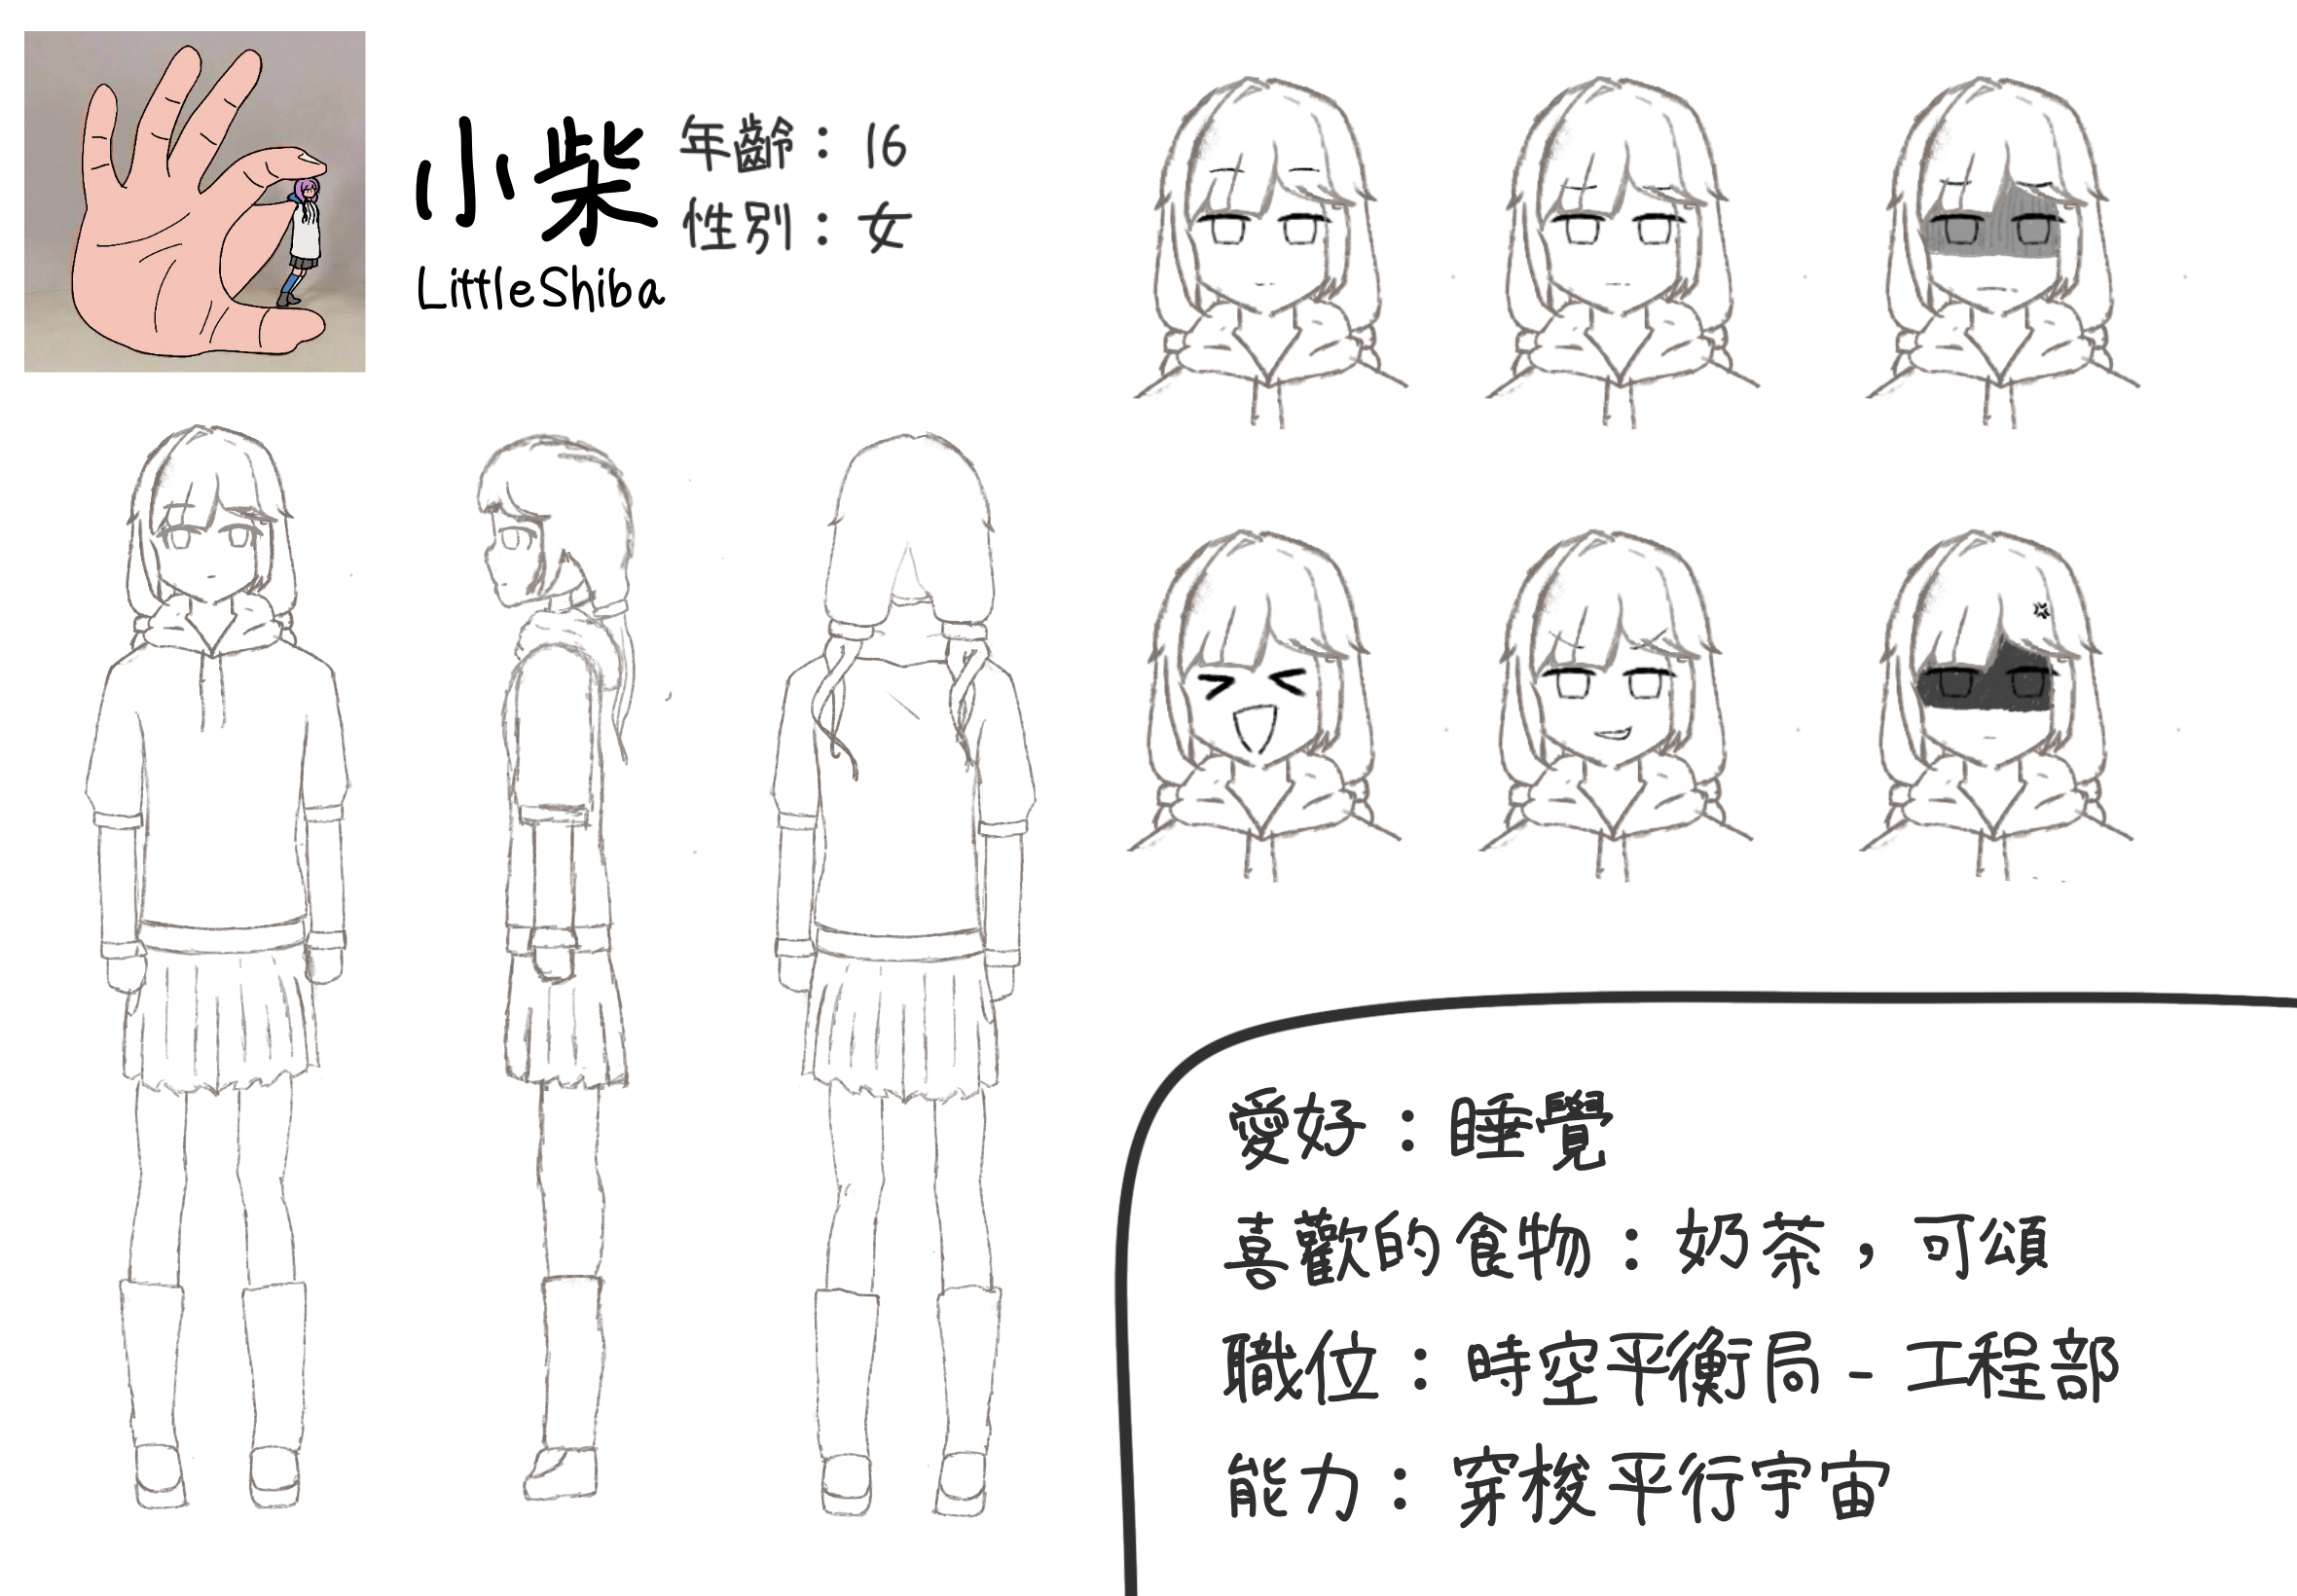 小柴
LittleShiba
年齡：16
性別：女
愛好：睡覺
喜歡的食物：奶茶，可頌
職位：時空平衡局-工程部
能力：穿梭平行宇宙